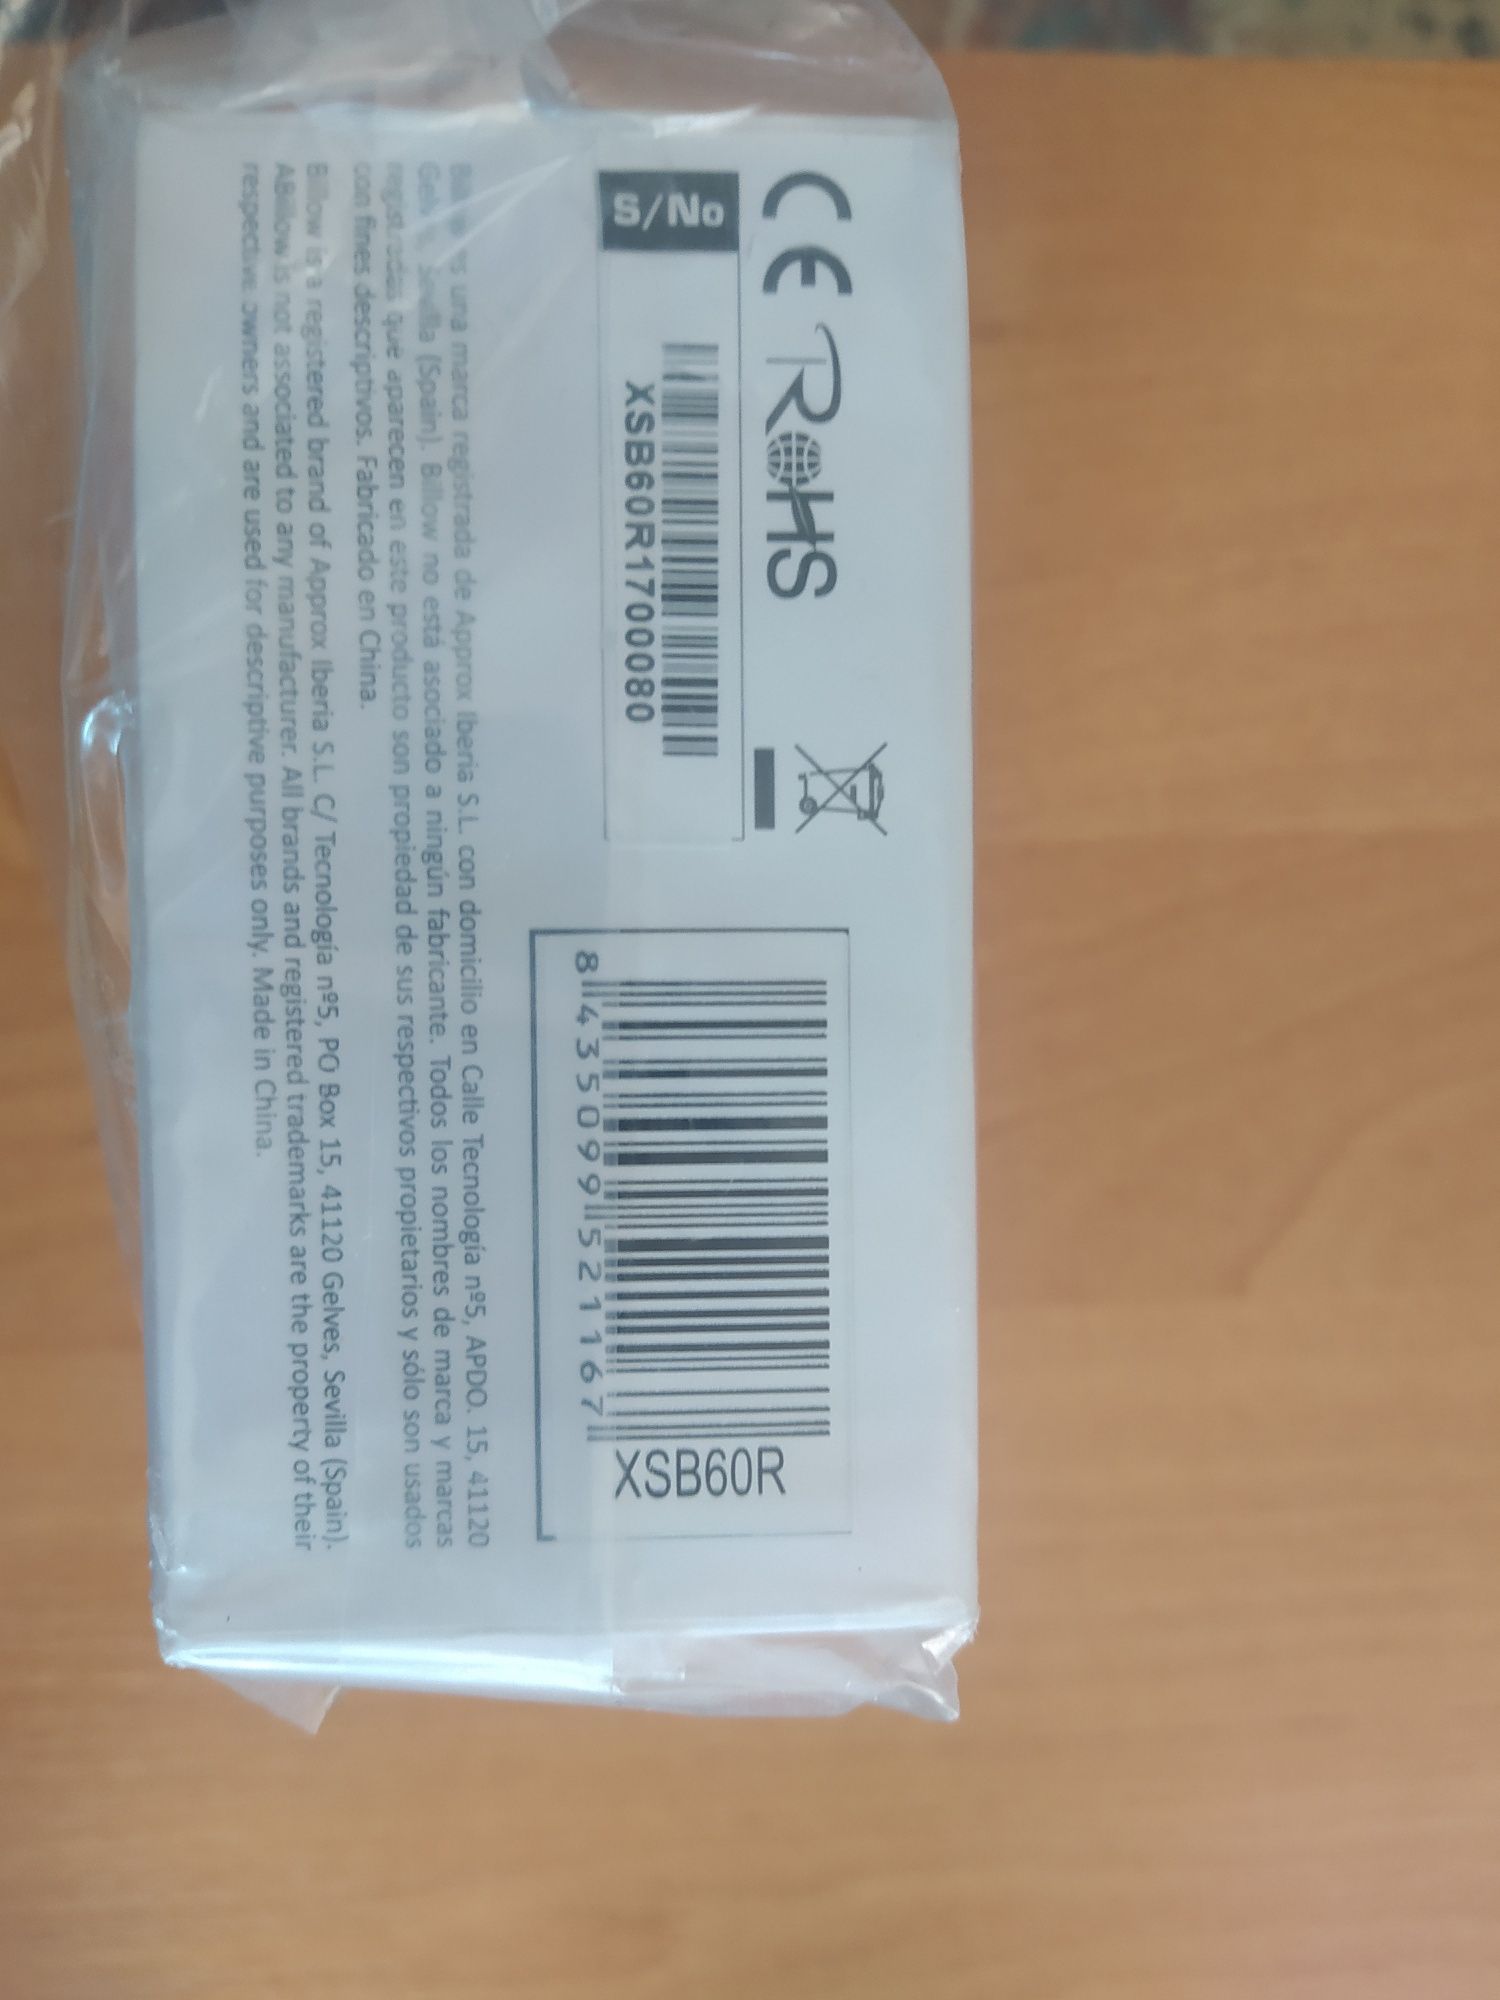 CE RoHS
S/No
XSB60R1700080
8 435099 521167
XSB60R
es una marca registrada de Approx Iberia S.L. con domicilio en Calle Tecnología nº5, APDO. 15, 41120
Sevilla (Spain). Billow no está asociado a ningún fabricante. Todos los nombres de marca y marcas
registradas que aparecen en este producto son propiedad de sus respectivos propietarios y sólo son usados
con fines descriptivos. Fabricado en China.
Billow is a registered brand of Approx Iberia S.L. C/ Tecnología nº5, PO Box 15, 41120 Gelves, Sevilla (Spain).
ABillow is not associated to any manufacturer. All brands and registered trademarks are the property of their
respective owners and are used for descriptive purposes only. Made in China.